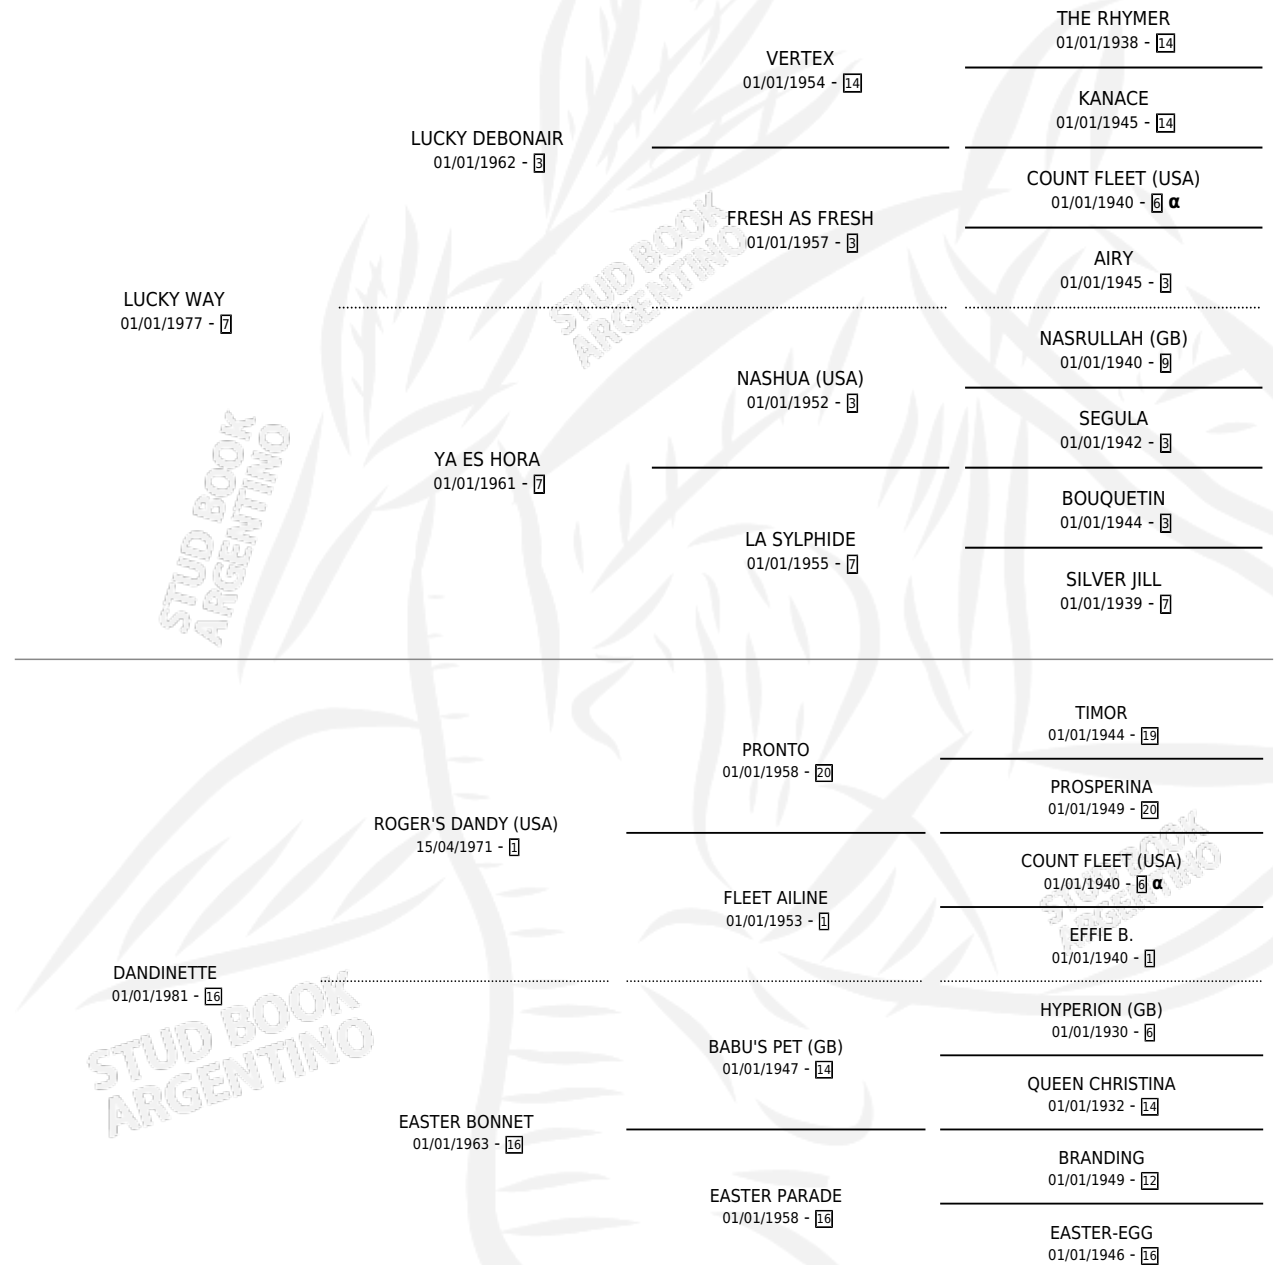 THE RHYMER
01/01/1938 - 14
VERTEX
01/01/1954 - 14
KANACE
01/01/1945 - 14
LUCKY DEBONAIR
01/01/1962 - 3
COUNT FLEET (USA)
01/01/1940 - 6 α
FRESH AS FRESH
01/01/1957 - 3
AIRY
01/01/1945 - 3
LUCKY WAY
01/01/1977 - 7
NASRULLAH (GB)
01/01/1940 - 9
NASHUA (USA)
01/01/1952 - 3
SEGULA
01/01/1942 - 3
YA ES HORA
01/01/1961 - 7
BOUQUETIN
01/01/1944 - 3
LA SYLPHIDE
01/01/1955 - 7
SILVER JILL
01/01/1939 - 7
TIMOR
01/01/1944 - 19
PRONTO
01/01/1958 - 20
PROSPERINA
01/01/1949 - 20
ROGER'S DANDY (USA)
15/04/1971 - 1
COUNT FLEET (USA)
01/01/1940 - 6 α
FLEET AILINE
01/01/1953 - 1
EFFIE B.
01/01/1940 - 1
DANDINETTE
01/01/1981 - 16
HYPERION (GB)
01/01/1930 - 6
BABU'S PET (GB)
01/01/1947 - 14
QUEEN CHRISTINA
01/01/1932 - 14
EASTER BONNET
01/01/1963 - 16
BRANDING
01/01/1949 - 12
EASTER PARADE
01/01/1958 - 16
EASTER-EGG
01/01/1946 - 16
STUD BOOK
ARGENTINO
STUD BOOK
ARGENTINO
STUD BOOK
ARGENTINO
STUD BOOK
ARGENTINO